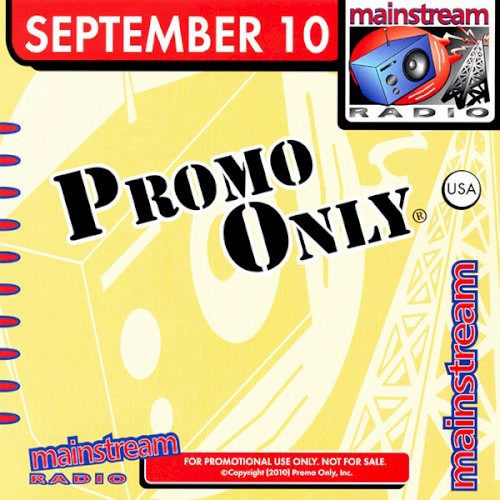 SEPTEMBER 10
mainstream
RADIO
PROMO
ONLY®
USA
mainstream
mainstream
RADIO
FOR PROMOTIONAL USE ONLY. NOT FOR SALE.
©Copyright (2010) Promo Only, Inc.